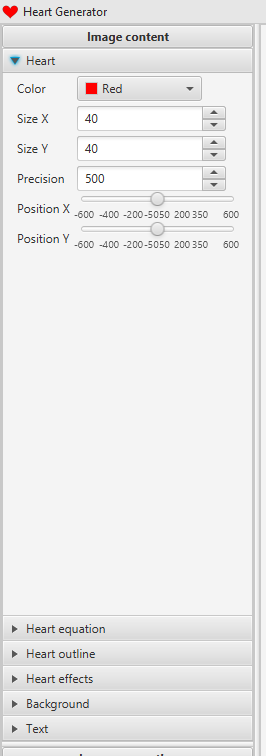 Heart Generator
Image content
Heart
Color Red
Size X 40
Size Y 40
Precision 500
Position X
-600 -400 -200-5050 200 350 600
Position Y
-600 -400 -200-5050 200 350 600
Heart equation
Heart outline
Heart effects
Background
Text